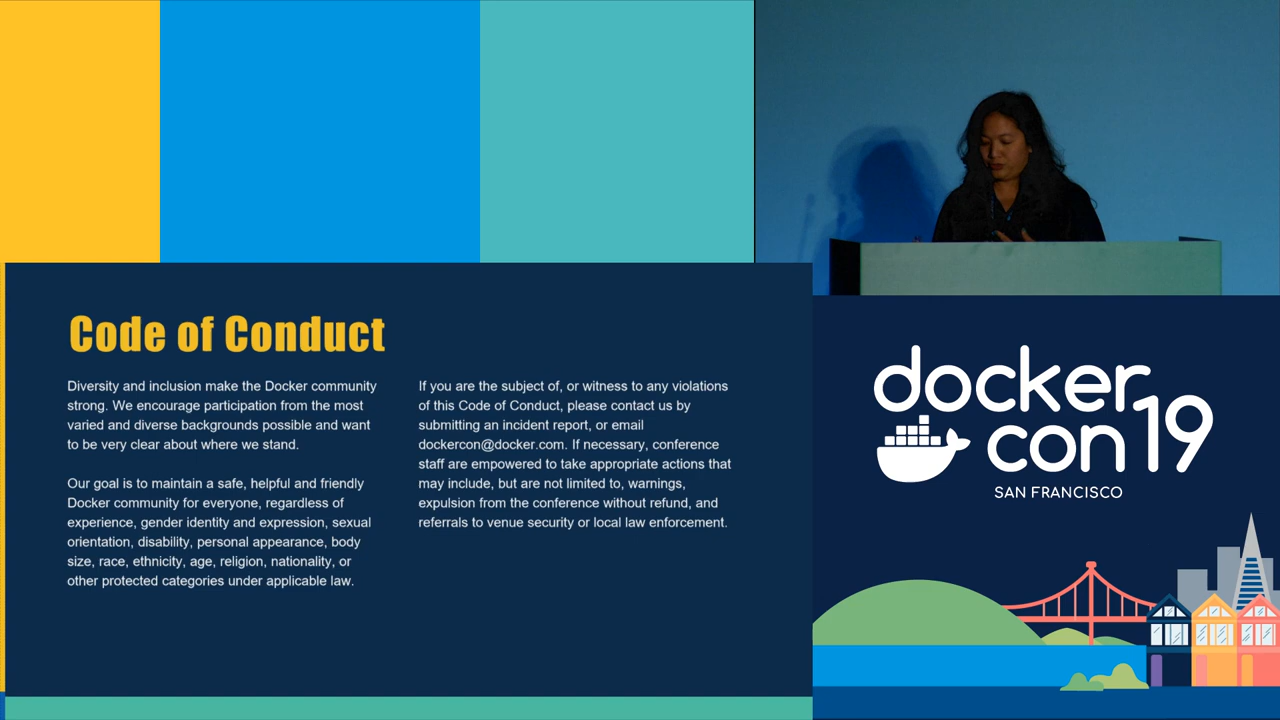 Code of Conduct
Diversity and inclusion make the Docker community
strong. We encourage participation from the most
varied and diverse backgrounds possible and want
to be very clear about where we stand.
Our goal is to maintain a safe, helpful and friendly
Docker community for everyone, regardless of
experience, gender identity and expression, sexual
orientation, disability, personal appearance, body
size, race, ethnicity, age, religion, nationality, or
other protected categories under applicable law.
If you are the subject of, or witness to any violations
of this Code of Conduct, please contact us by
submitting an incident report, or email
dockercon@docker.com. If necessary, conference
staff are empowered to take appropriate actions that
may include, but are not limited to, warnings,
expulsion from the conference without refund, and
referrals to venue security or local law enforcement.
docker
con19
SAN FRANCISCO